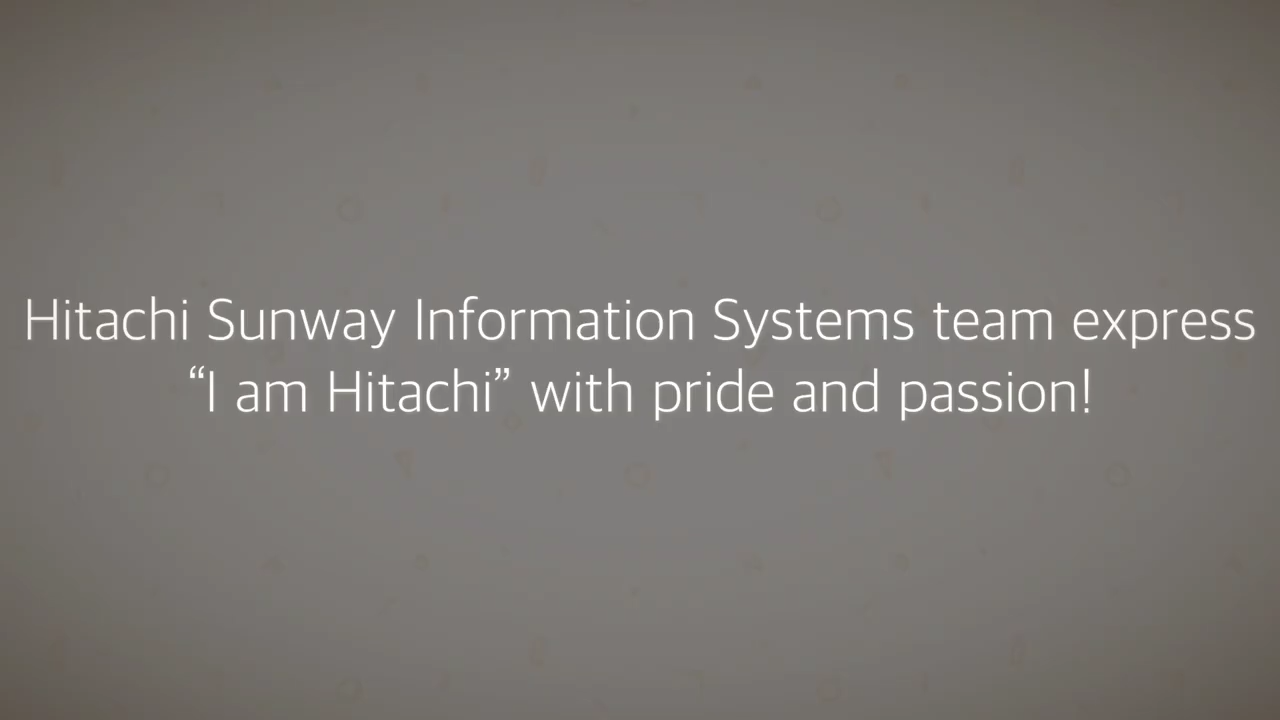 Hitachi Sunway Information Systems team express
“I am Hitachi” with pride and passion!